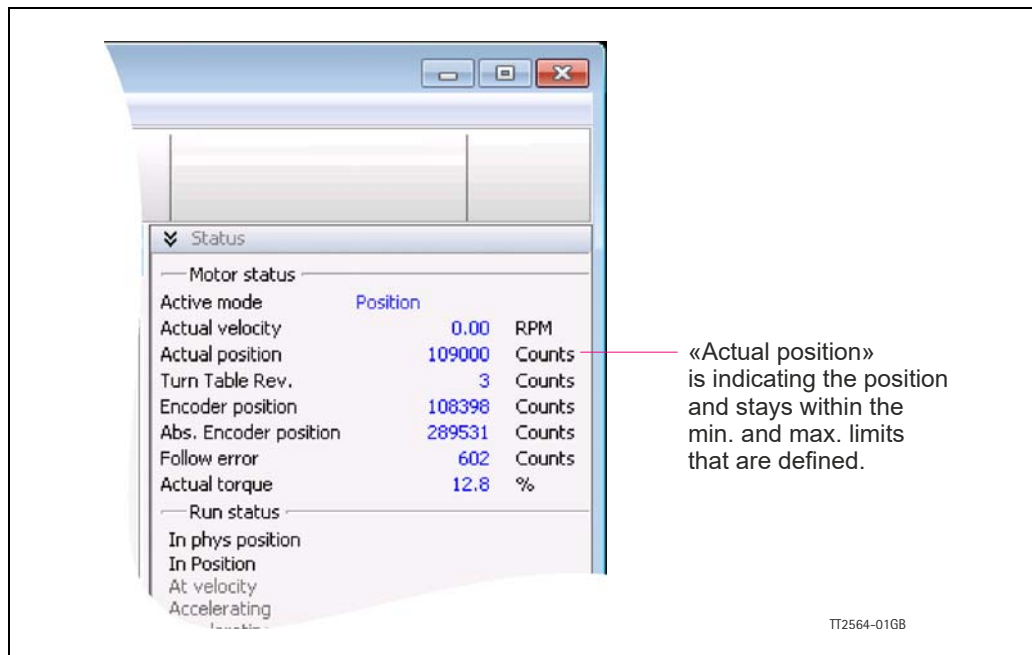 Status
Motor status
Active mode Position
Actual velocity 0.00 RPM
Actual position 109000 Counts
Turn Table Rev. 3 Counts
Encoder position 108398 Counts
Abs. Encoder position 289531 Counts
Follow error 602 Counts
Actual torque 12.8 %
Run status
In phys position
In Position
At velocity
Accelerating
«Actual position»
is indicating the position
and stays within the
min. and max. limits
that are defined.
TT2564-01GB